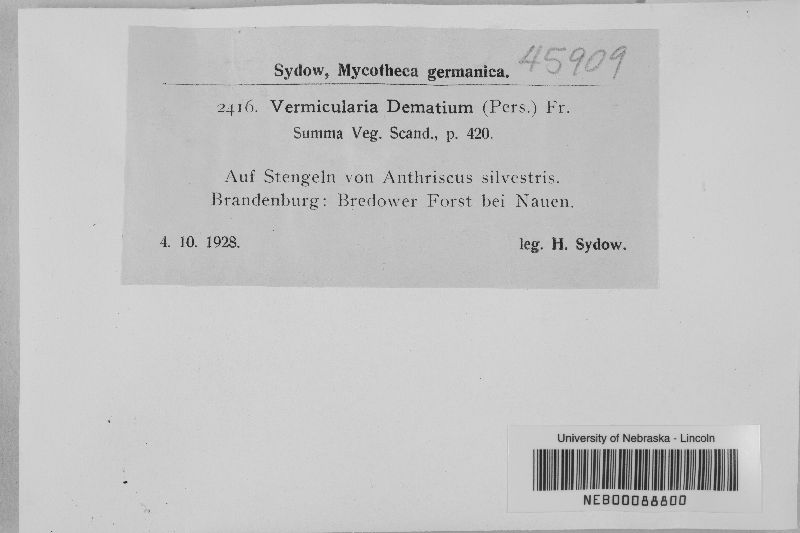 Sydow, Mycotheca germanica. 45909
2416. Vermicularia Dematium (Pers.) Fr.
Summa Veg. Scand., p. 420.
Auf Stengeln von Anthriscus silvestris.
Brandenburg: Bredower Forst bei Nauen.
4. 10. 1928. leg. H. Sydow.
University of Nebraska - Lincoln
NEB00088800